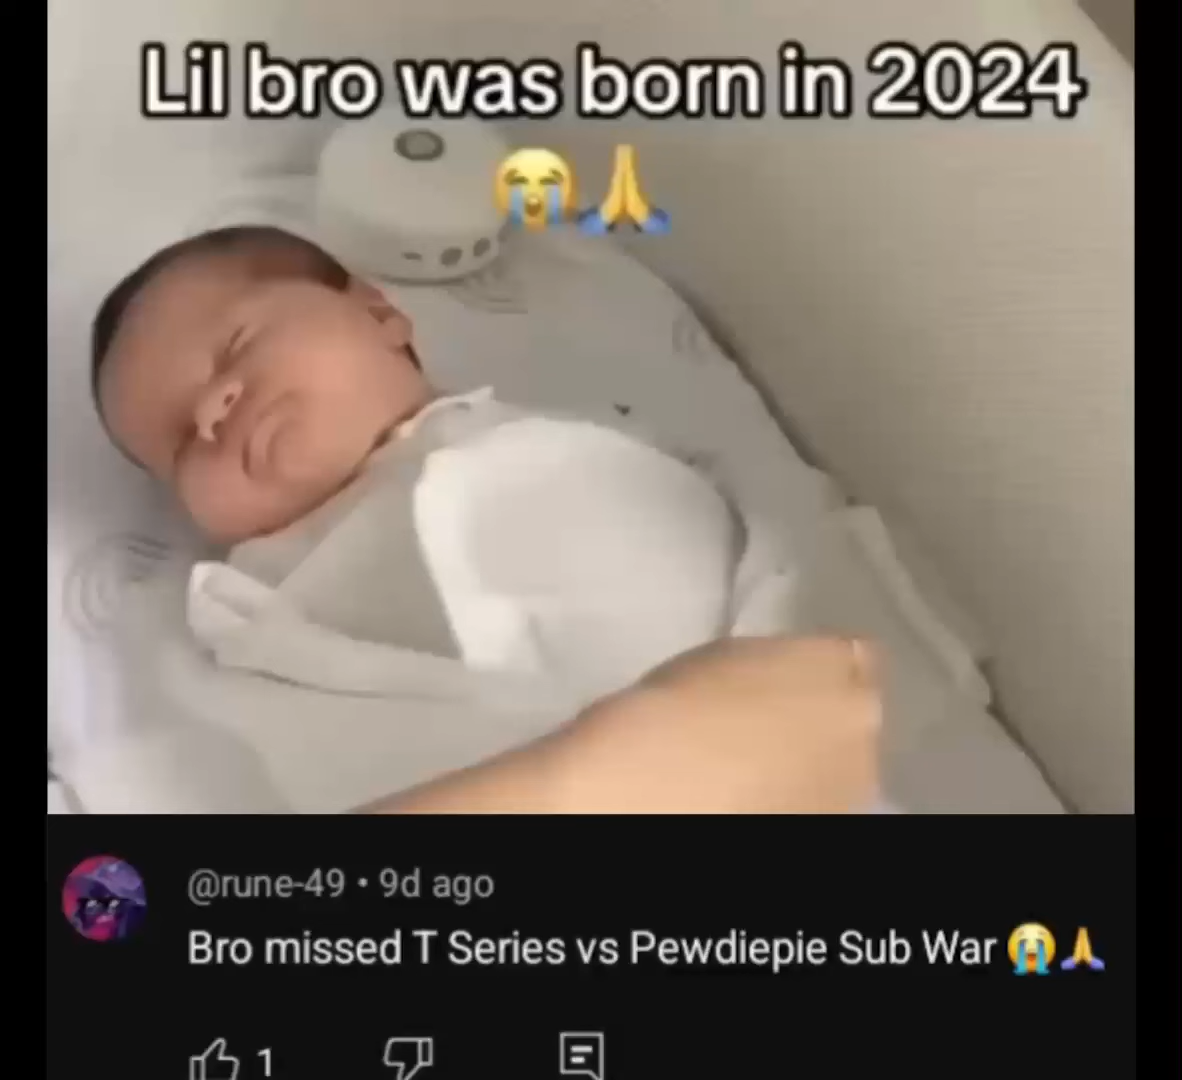 Lil bro was born in 2024
😭🙏
@rune-49 • 9d ago
Bro missed T Series vs Pewdiepie Sub War 😭🙏
1